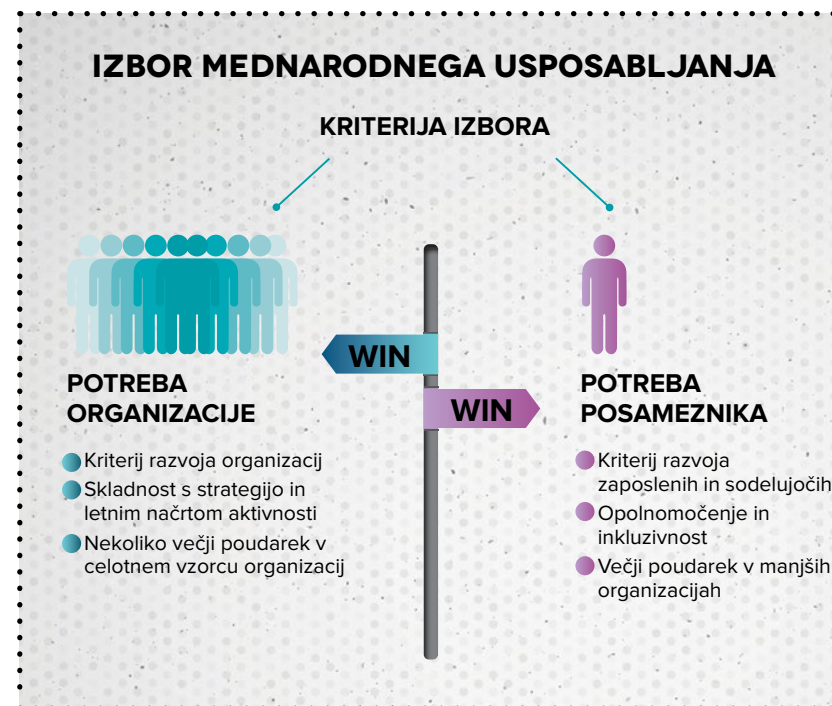 IZBOR MEDNARODNEGA USPOSABLJANJA
KRITERIJA IZBORA
WIN
WIN
POTREBA
ORGANIZACIJE
Kriterij razvoja organizacij
Skladnost s strategijo in
letnim načrtom aktivnosti
Nekoliko večji poudarek v
celotnem vzorcu organizacij
POTREBA
POSAMEZNIKA
Kriterij razvoja
zaposlenih in sodelujočih
Opolnomočenje in
inkluzivnost
Večji poudarek v manjših
organizacijah